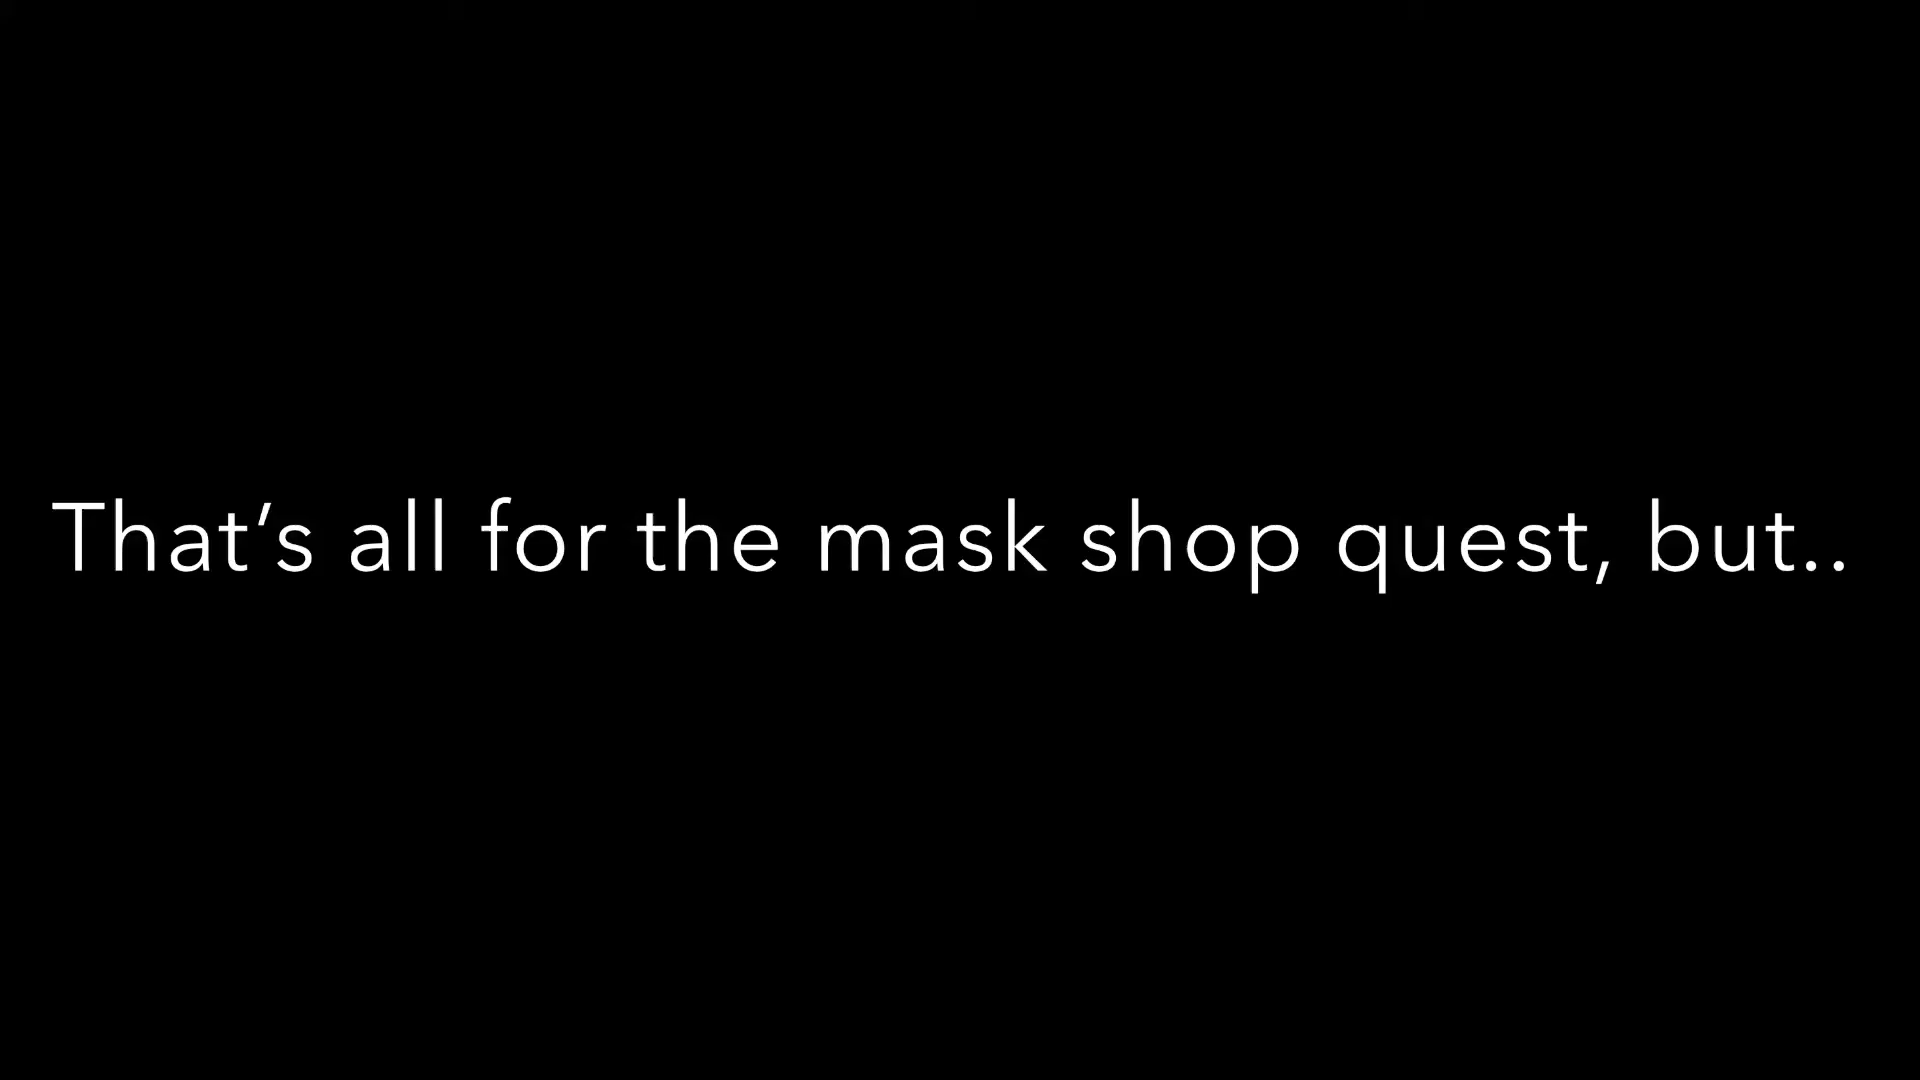 That’s all for the mask shop quest, but..